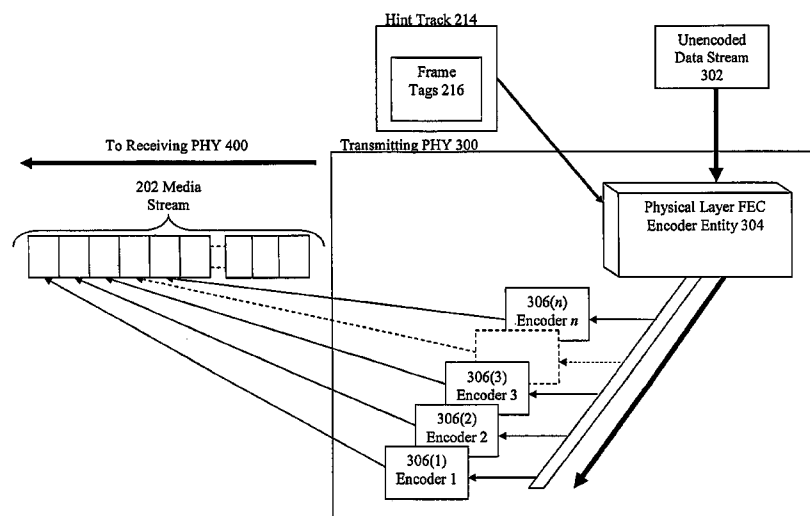 Hint Track 214
Frame
Tags 216
Unencoded
Data Stream
302
To Receiving PHY 400
Transmitting PHY 300
202 Media
Stream
Physical Layer FEC
Encoder Entity 304
306(n)
Encoder n
306(3)
Encoder 3
306(2)
Encoder 2
306(1)
Encoder 1